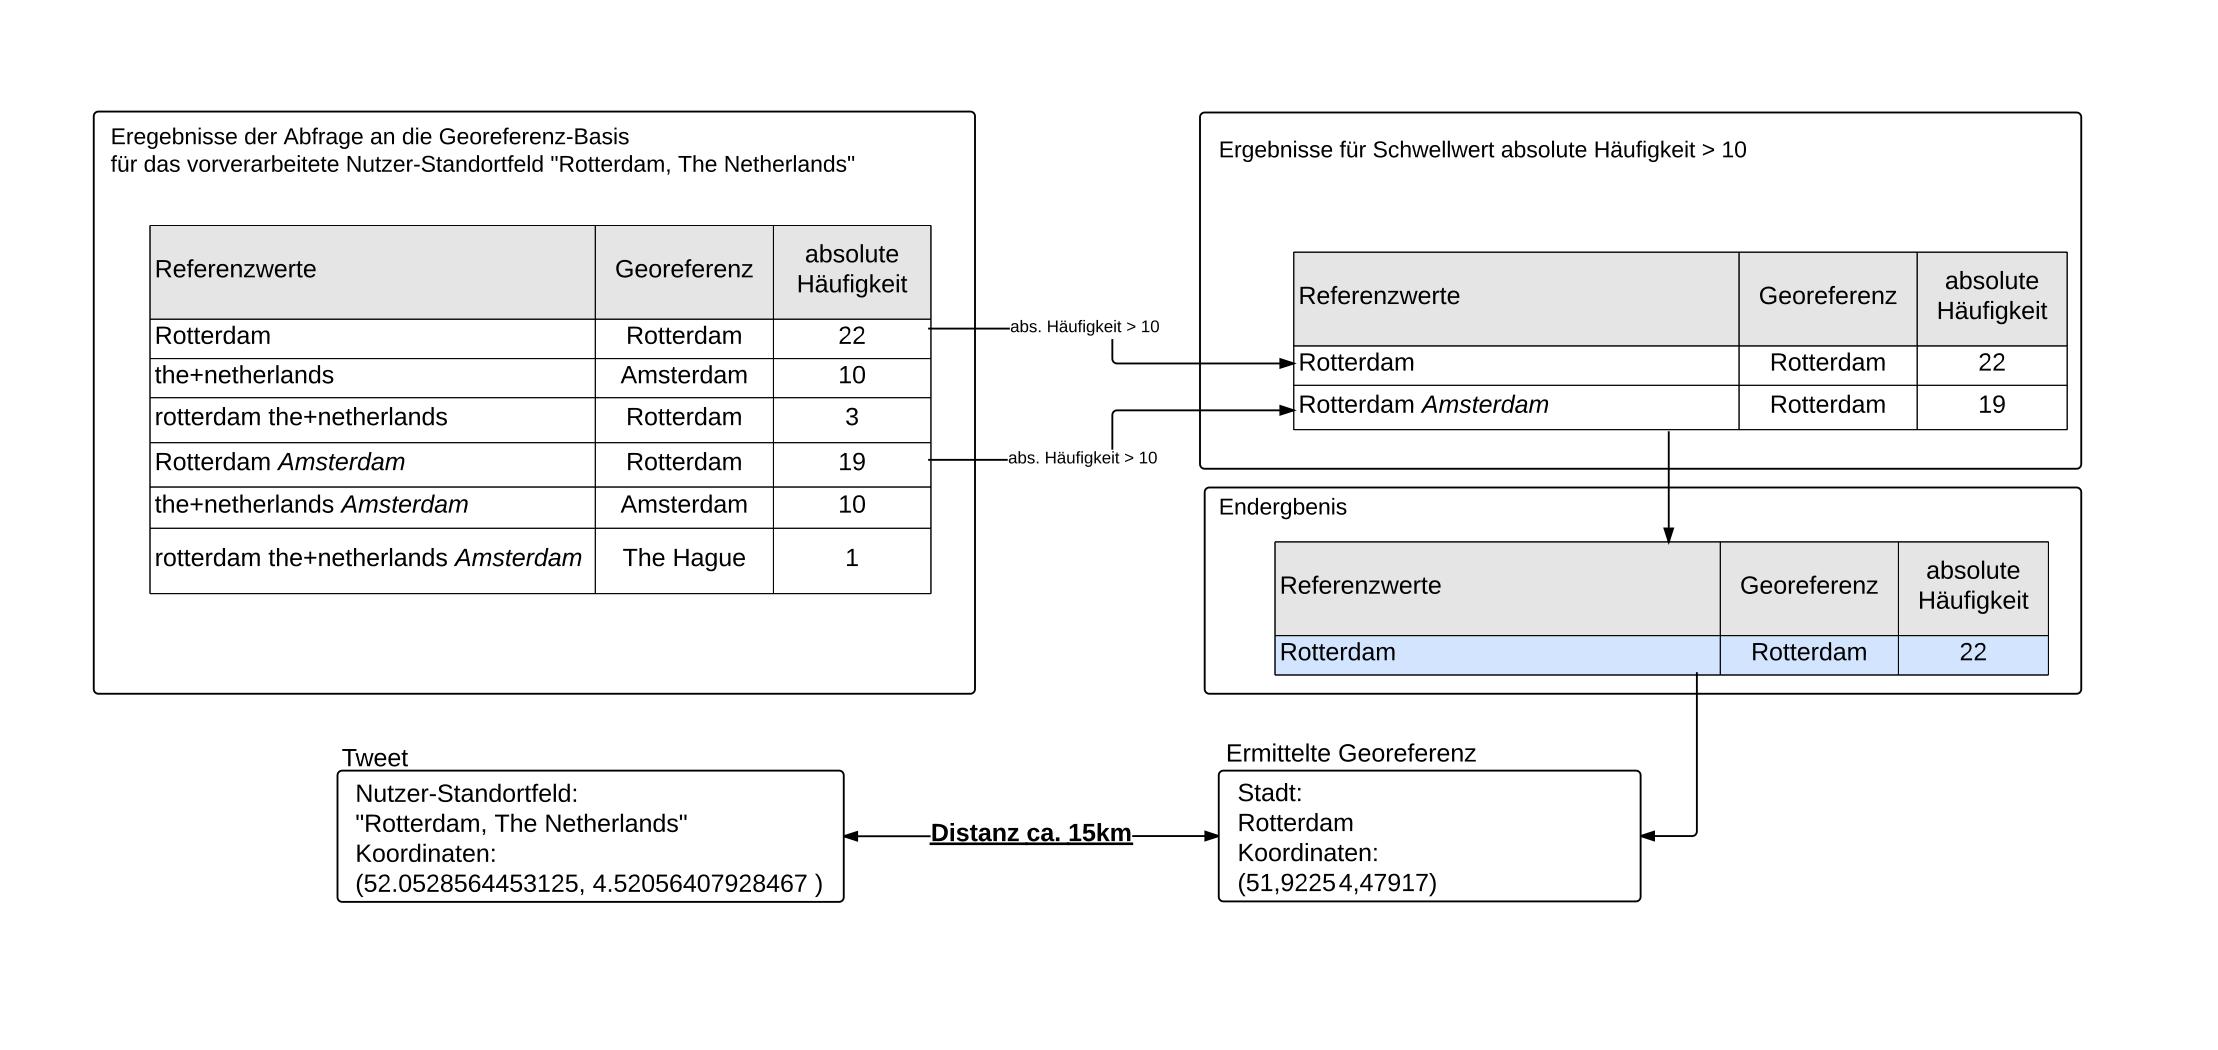 Eregebnisse der Abfrage an die Georeferenz-Basis
für das vorverarbeitete Nutzer-Standortfeld "Rotterdam, The Netherlands"
Referenzwerte Georeferenz absolute Häufigkeit
Rotterdam Rotterdam 22
the+netherlands Amsterdam 10
rotterdam the+netherlands Rotterdam 3
Rotterdam Amsterdam Rotterdam 19
the+netherlands Amsterdam Amsterdam 10
rotterdam the+netherlands Amsterdam The Hague 1
abs. Häufigkeit > 10
abs. Häufigkeit > 10
Ergebnisse für Schwellwert absolute Häufigkeit > 10
Referenzwerte Georeferenz absolute Häufigkeit
Rotterdam Rotterdam 22
Rotterdam Amsterdam Rotterdam 19
Endergbenis
Referenzwerte Georeferenz absolute Häufigkeit
Rotterdam Rotterdam 22
Tweet
Nutzer-Standortfeld:
"Rotterdam, The Netherlands"
Koordinaten:
(52.0528564453125, 4.52056407928467 )
Distanz ca. 15km
Ermittelte Georeferenz
Stadt:
Rotterdam
Koordinaten:
(51,9225 4,47917)